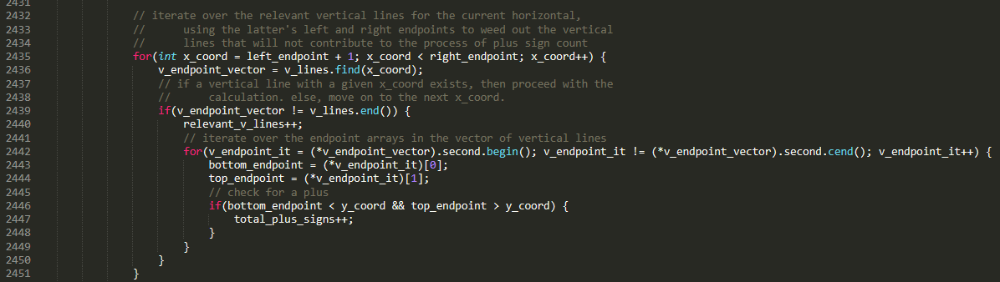 2431
2432 // iterate over the relevant vertical lines for the current horizontal,
2433 //      using the latter's left and right endpoints to weed out the vertical
2434 //      lines that will not contribute to the process of plus sign count
2435 for(int x_coord = left_endpoint + 1; x_coord < right_endpoint; x_coord++) {
2436     v_endpoint_vector = v_lines.find(x_coord);
2437     // if a vertical line with a given x_coord exists, then proceed with the
2438     //      calculation. else, move on to the next x_coord.
2439     if(v_endpoint_vector != v_lines.end()) {
2440         relevant_v_lines++;
2441         // iterate over the endpoint arrays in the vector of vertical lines
2442         for(v_endpoint_it = (*v_endpoint_vector).second.begin(); v_endpoint_it != (*v_endpoint_vector).second.cend(); v_endpoint_it++) {
2443             bottom_endpoint = (*v_endpoint_it)[0];
2444             top_endpoint = (*v_endpoint_it)[1];
2445             // check for a plus
2446             if(bottom_endpoint < y_coord && top_endpoint > y_coord) {
2447                 total_plus_signs++;
2448             }
2449         }
2450     }
2451 }